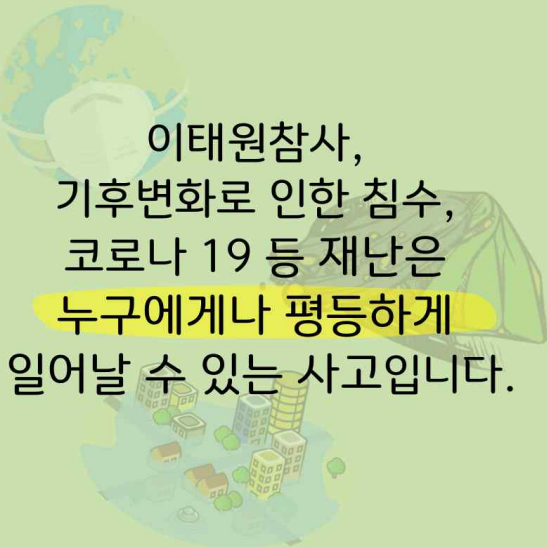 이태원참사,
기후변화로 인한 침수,
코로나 19 등 재난은
누구에게나 평등하게
일어날 수 있는 사고입니다.